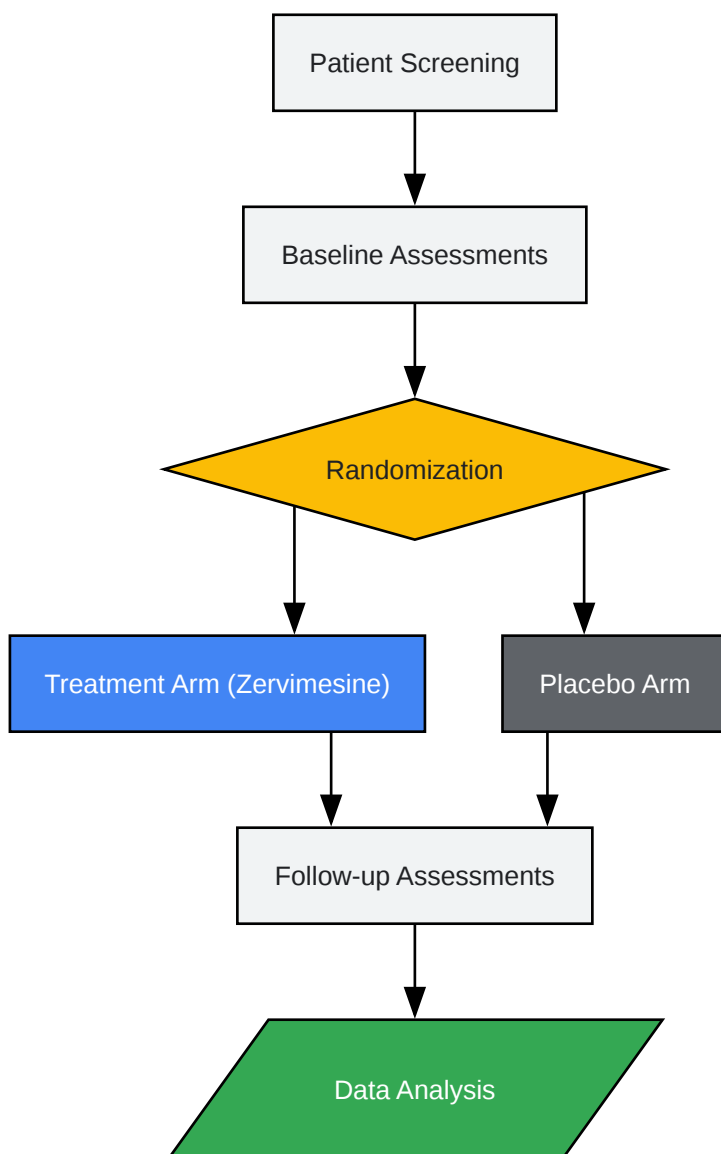 Patient Screening
Baseline Assessments
Randomization
Treatment Arm (Zervimesine)
Placebo Arm
Follow-up Assessments
Data Analysis